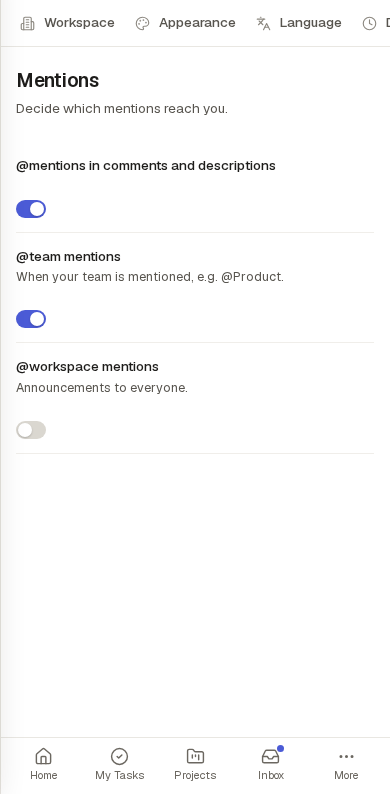 Workspace Appearance Language
Mentions
Decide which mentions reach you.
@mentions in comments and descriptions
@team mentions
When your team is mentioned, e.g. @Product.
@workspace mentions
Announcements to everyone.
Home My Tasks Projects Inbox More